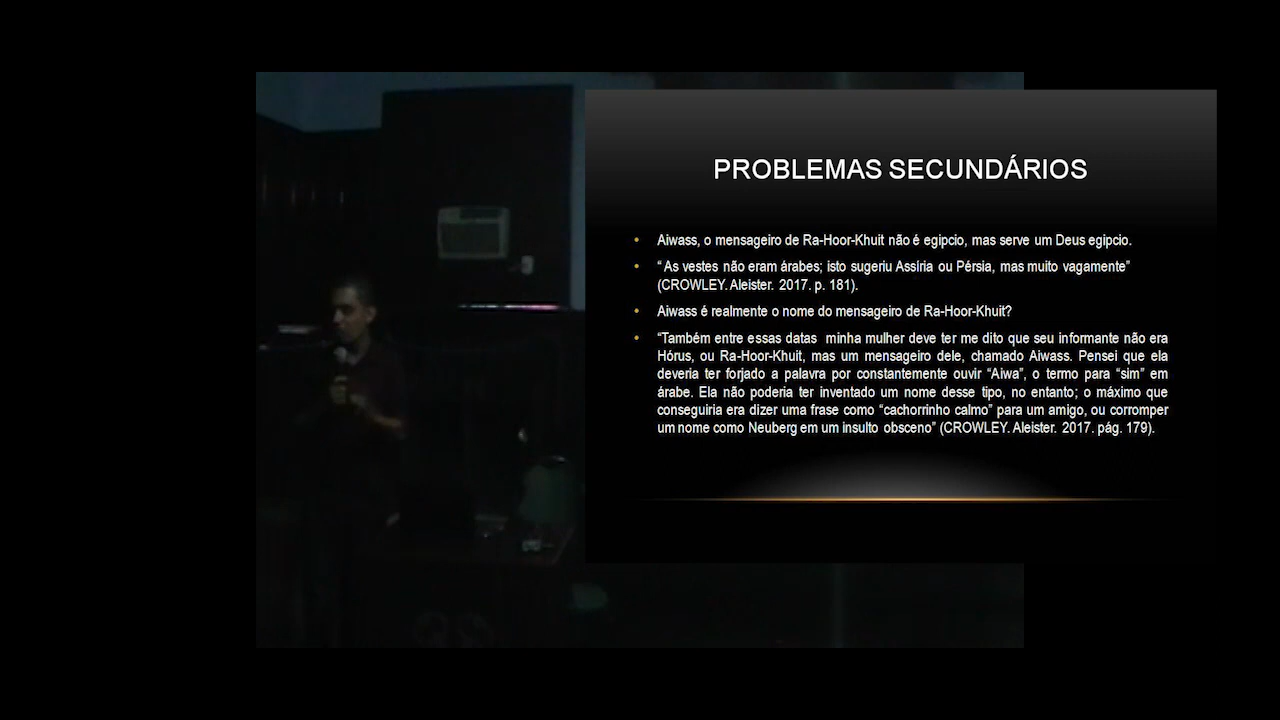 PROBLEMAS SECUNDÁRIOS
• Aiwass, o mensageiro de Ra-Hoor-Khuit não é egipcio, mas serve um Deus egipcio.
• “ As vestes não eram árabes; isto sugeriu Assíria ou Pérsia, mas muito vagamente”
(CROWLEY. Aleister. 2017. p. 181).
• Aiwass é realmente o nome do mensageiro de Ra-Hoor-Khuit?
• “Também entre essas datas minha mulher deve ter me dito que seu informante não era
Hórus, ou Ra-Hoor-Khuit, mas um mensageiro dele, chamado Aiwass. Pensei que ela
deveria ter forjado a palavra por constantemente ouvir “Aiwa”, o termo para “sim” em
árabe. Ela não poderia ter inventado um nome desse tipo, no entanto; o máximo que
conseguiria era dizer uma frase como “cachorrinho calmo” para um amigo, ou corromper
um nome como Neuberg em um insulto obsceno” (CROWLEY. Aleister. 2017. pág. 179).